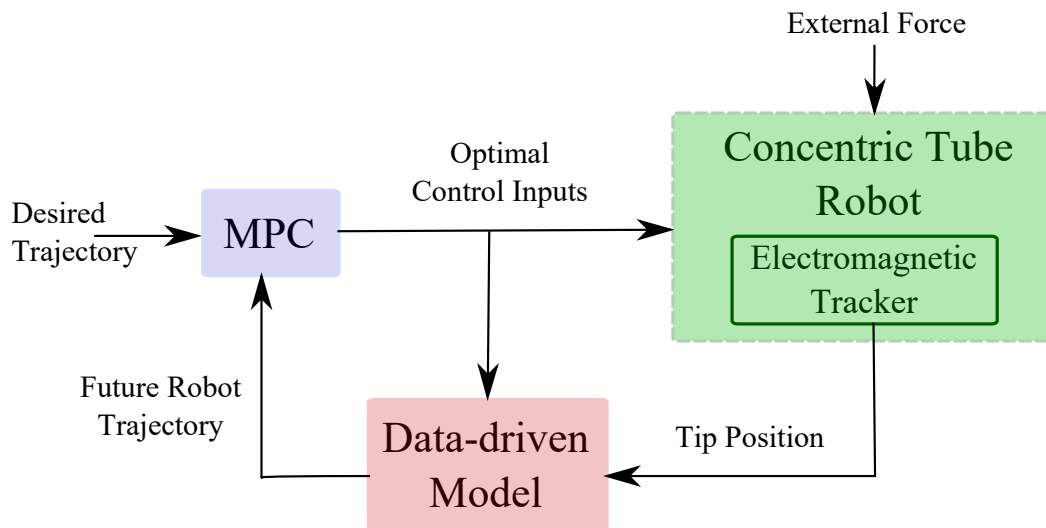 External Force
Concentric Tube
Robot
Optimal
Control Inputs
Desired
Trajectory
MPC
Electromagnetic
Tracker
Future Robot
Trajectory
Data-driven
Model
Tip Position